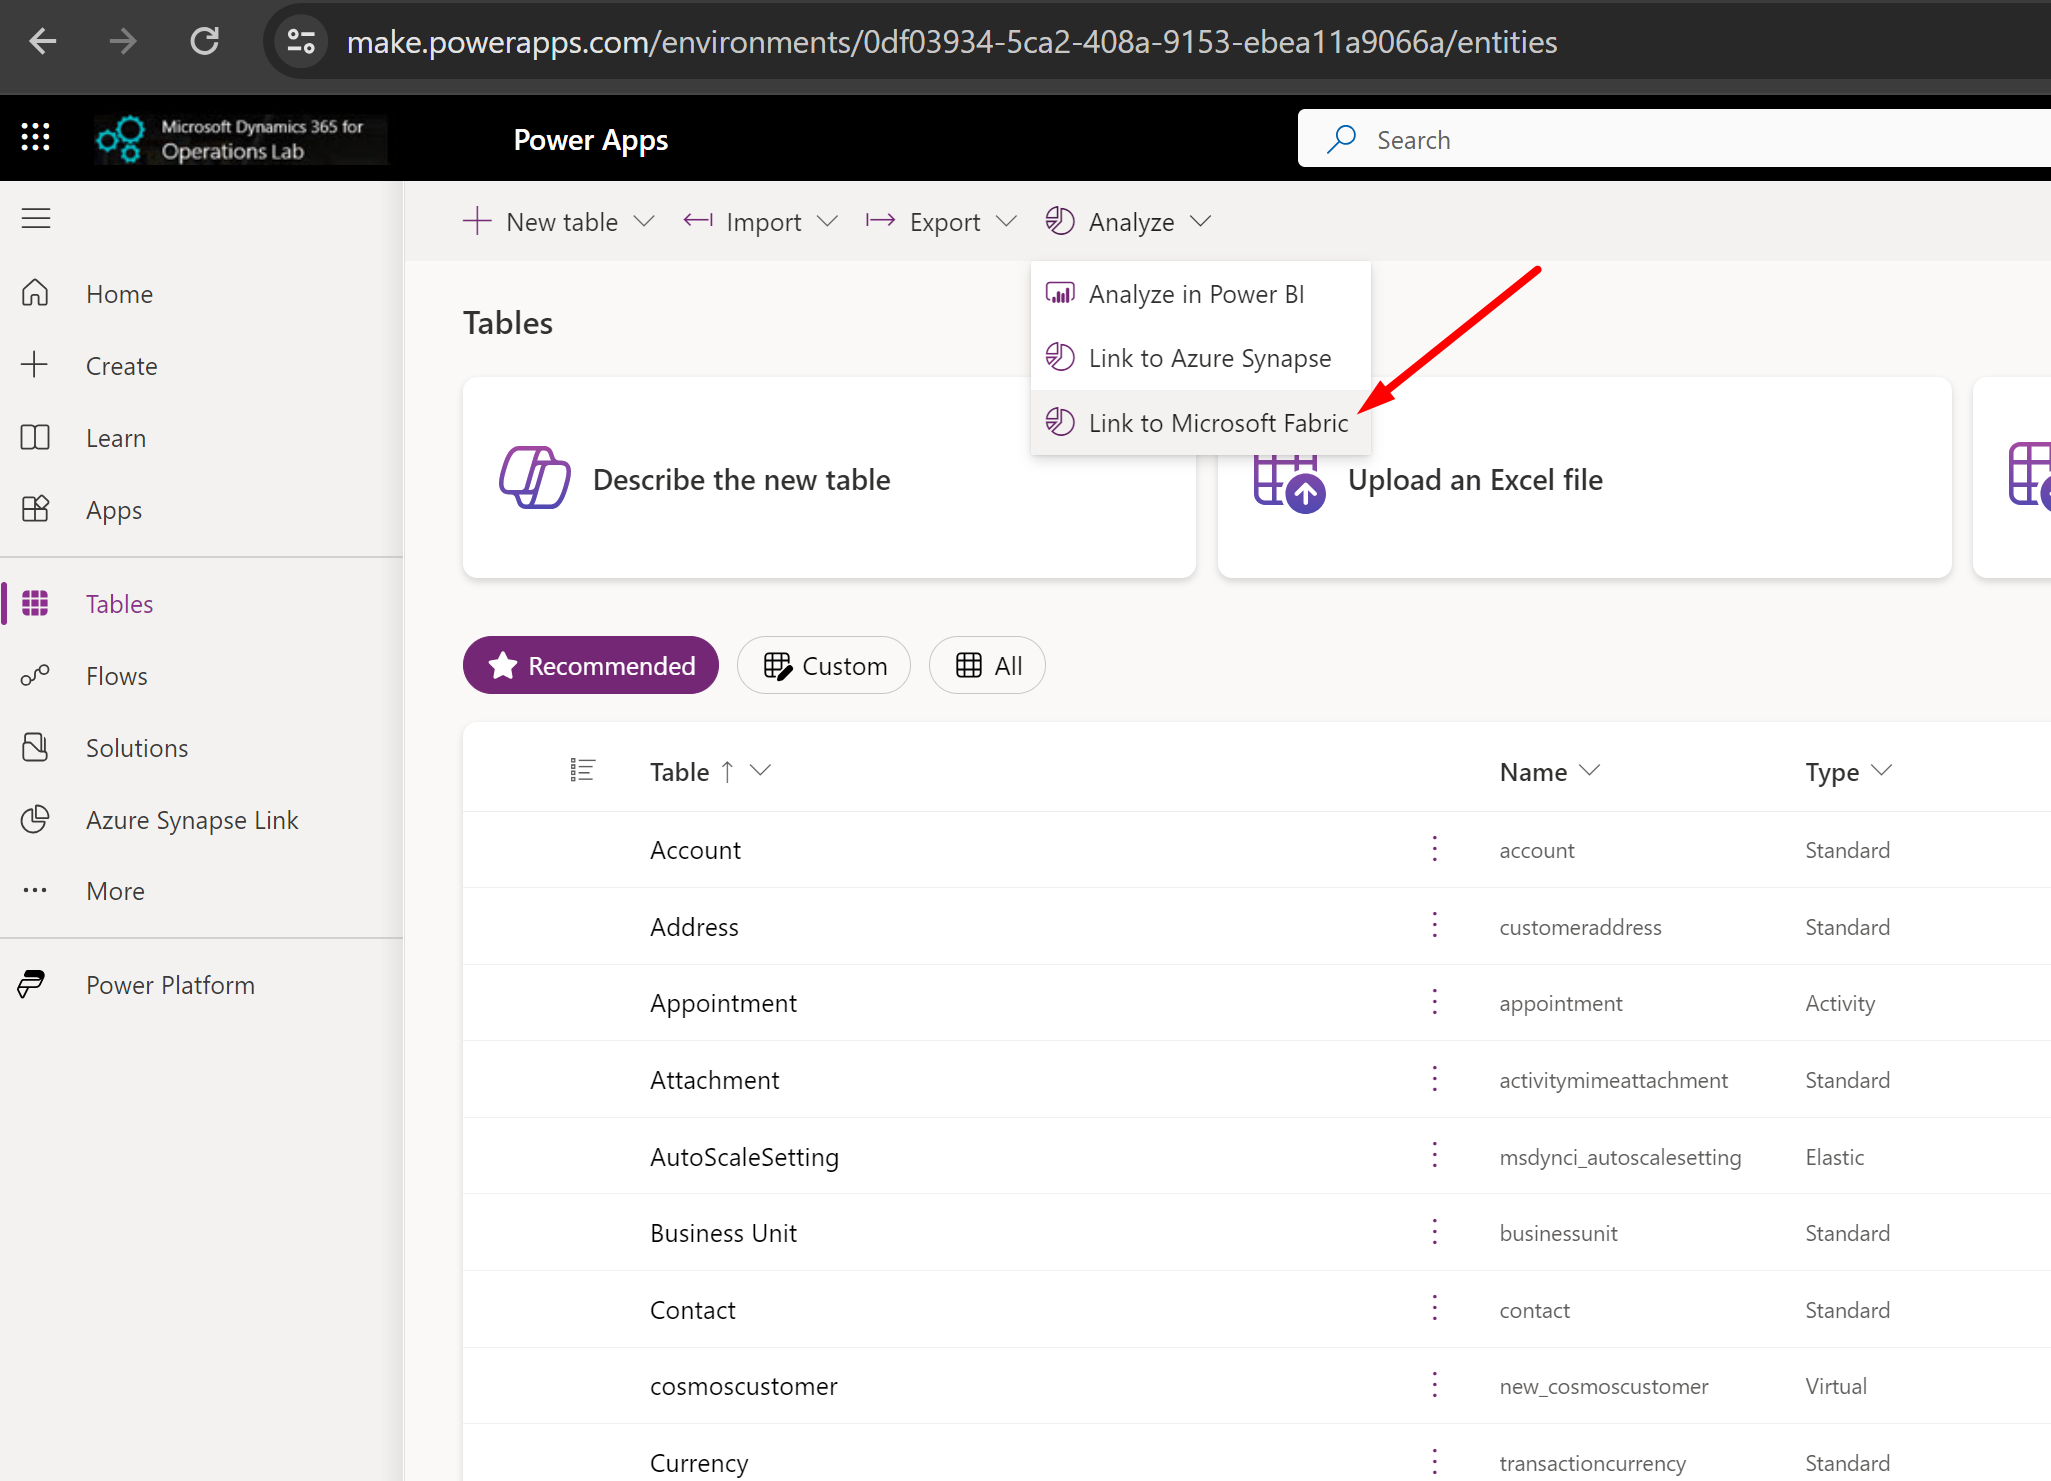 make.powerapps.com/environments/0df03934-5ca2-408a-9153-ebea11a9066a/entities
Microsoft Dynamics 365 for
Operations Lab
Power Apps
Search
New table
Import
Export
Analyze
Analyze in Power BI
Link to Azure Synapse
Link to Microsoft Fabric
Home
Create
Learn
Apps
Tables
Flows
Solutions
Azure Synapse Link
More
Power Platform
Tables
Describe the new table
Upload an Excel file
Recommended
Custom
All
Table Name Type
Account account Standard
Address customeraddress Standard
Appointment appointment Activity
Attachment activitymimeattachment Standard
AutoScaleSetting msdynci_autoscalesetting Elastic
Business Unit businessunit Standard
Contact contact Standard
cosmoscustomer new_cosmoscustomer Virtual
Currency transactioncurrency Standard